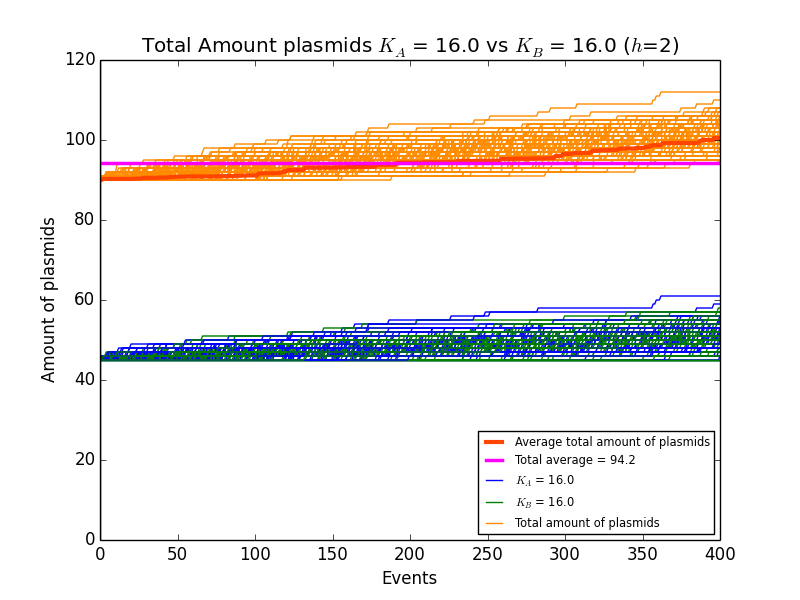 Total Amount plasmids K_A = 16.0 vs K_B = 16.0 (h=2)
120
100
80
60
40
20
0
Amount of plasmids
Average total amount of plasmids
Total average = 94.2
K_A = 16.0
K_B = 16.0
Total amount of plasmids
0 50 100 150 200 250 300 350 400
Events